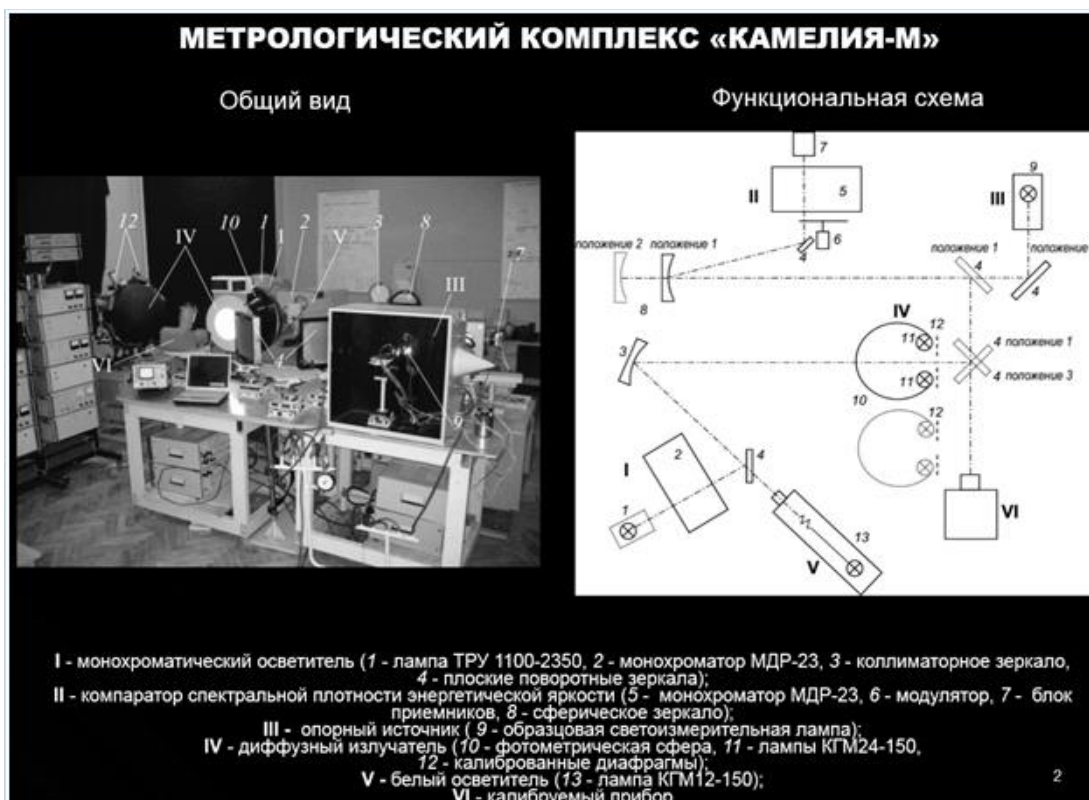 МЕТРОЛОГИЧЕСКИЙ КОМПЛЕКС «КАМЕЛИЯ-М»
Общий вид
Функциональная схема
12
IV
10
1
1
2
V
3
8
7
III
VI
4
9
7
II
5
6
4
9
III
положение 2
положение 1
8
положение 1
4
положение
4
3
IV
11
12
11
10
4 положение 1
4 положение 3
12
I
2
4
1
13
V
VI
I - монохроматический осветитель (1 - лампа ТРУ 1100-2350, 2 - монохроматор МДР-23, 3 - коллиматорное зеркало,
4 - плоские поворотные зеркала);
II - компаратор спектральной плотности энергетической яркости (5 - монохроматор МДР-23, 6 - модулятор, 7 - блок
приемников, 8 - сферическое зеркало);
III - опорный источник ( 9 - образцовая светоизмерительная лампа);
IV - диффузный излучатель (10 - фотометрическая сфера, 11 - лампы КГМ24-150,
12 - калиброванные диафрагмы);
V - белый осветитель (13 - лампа КГМ12-150);
VI - калибруемый прибор
2